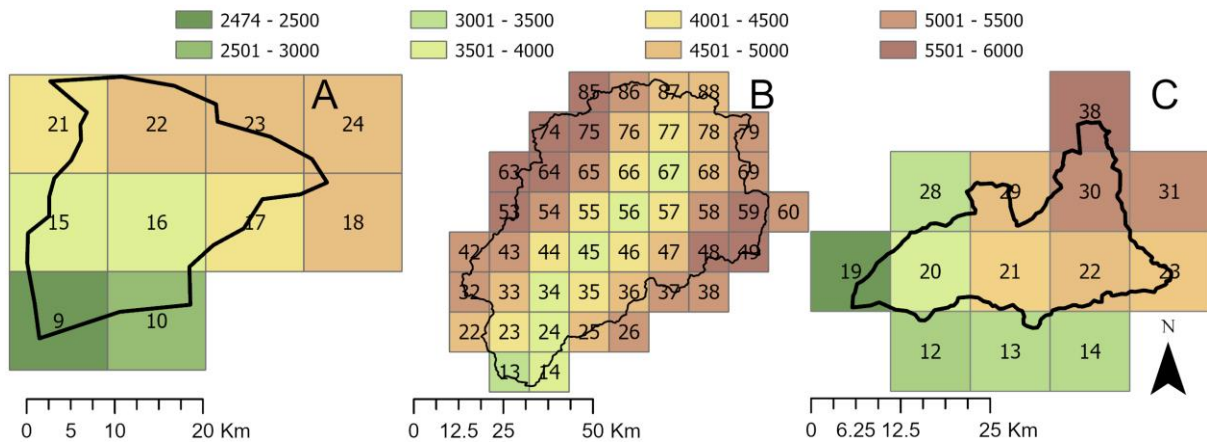 2474 - 2500 3001 - 3500 4001 - 4500 5001 - 5500
2501 - 3000 3501 - 4000 4501 - 5000 5501 - 6000
A
21 22 23 24
15 16 17 18
9 10
0 5 10 20 Km
B
85 86 87 88
74 75 76 77 78 79
63 64 65 66 67 68 69
53 54 55 56 57 58 59 60
42 43 44 45 46 47 48 49
32 33 34 35 36 37 38
22 23 24 25 26
13 14
0 12.5 25 50 Km
C
38
28 29 30 31
19 20 21 22 23
12 13 14
N
0 6.25 12.5 25 Km